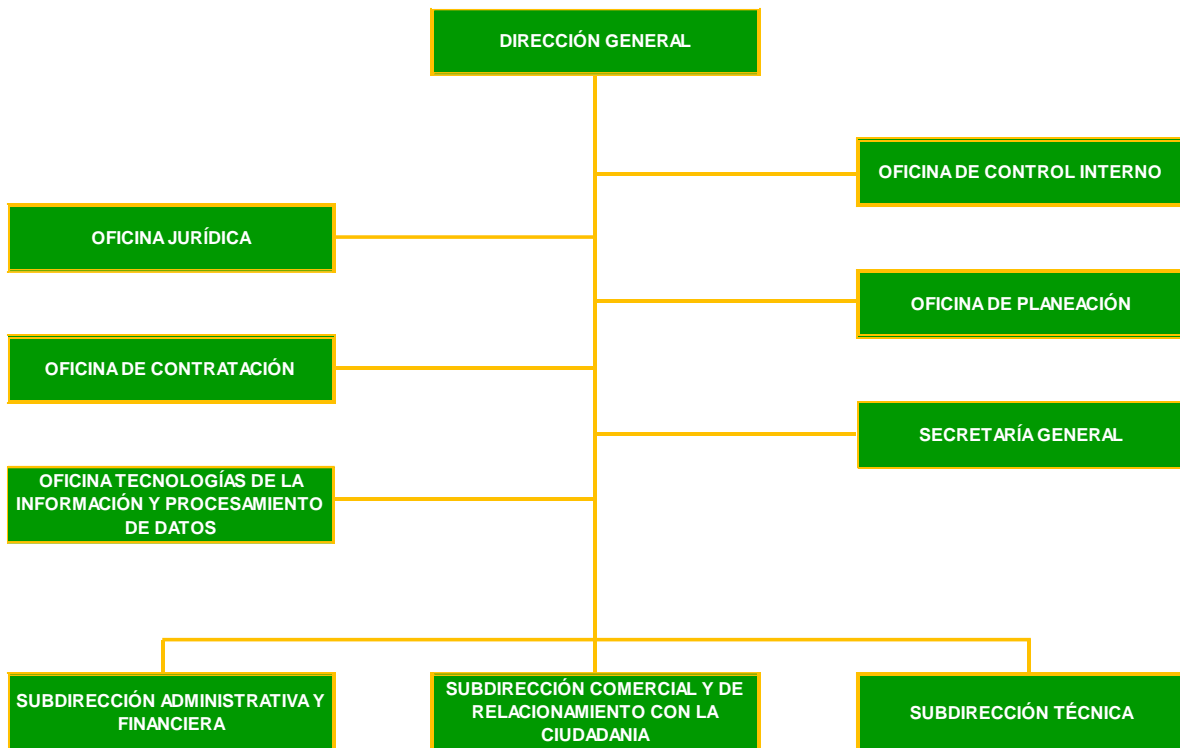 DIRECCIÓN GENERAL
OFICINA DE CONTROL INTERNO
OFICINA JURÍDICA
OFICINA DE PLANEACIÓN
OFICINA DE CONTRATACIÓN
SECRETARÍA GENERAL
OFICINA TECNOLOGÍAS DE LA
INFORMACIÓN Y PROCESAMIENTO
DE DATOS
SUBDIRECCIÓN ADMINISTRATIVA Y
FINANCIERA
SUBDIRECCIÓN COMERCIAL Y DE
RELACIONAMIENTO CON LA
CIUDADANIA
SUBDIRECCIÓN TÉCNICA